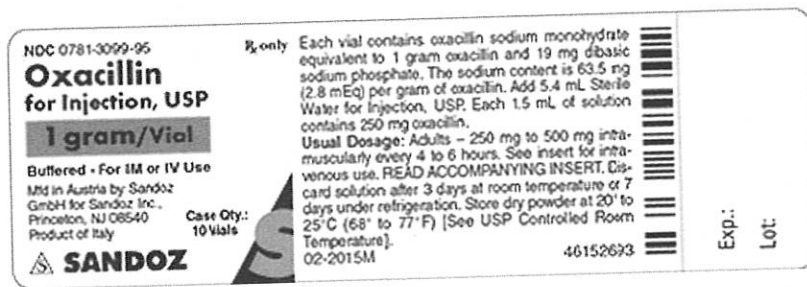 NDC 0781-3099-95
℞ only
Oxacillin
for Injection, USP
1 gram/Vial
Buffered - For IM or IV Use
Mfd in Austria by Sandoz
GmbH for Sandoz Inc.,
Princeton, NJ 08540
Product of Italy
Case Qty.:
10 Vials
SANDOZ
Each vial contains oxacillin sodium monohydrate
equivalent to 1 gram oxacillin and 19 mg dibasic
sodium phosphate. The sodium content is 63.5 mg
(2.8 mEq) per gram of oxacillin. Add 5.4 mL Sterile
Water for Injection, USP. Each 1.5 mL of solution
contains 250 mg oxacillin.
Usual Dosage: Adults – 250 mg to 500 mg intra-
muscularly every 4 to 6 hours. See insert for intra-
venous use. READ ACCOMPANYING INSERT. Dis-
card solution after 3 days at room temperature or 7
days under refrigeration. Store dry powder at 20° to
25°C (68° to 77°F) [See USP Controlled Room
Temperature].
02-2015M
46152693
Exp.:
Lot: